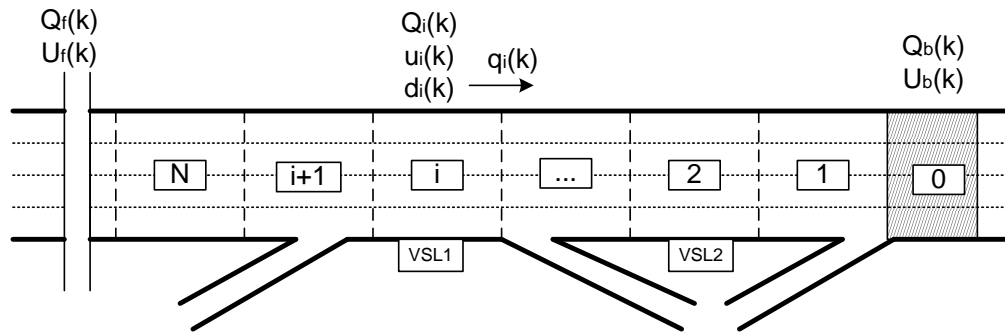 Qf(k)
Uf(k)
Qi(k)
ui(k)
di(k)
qi(k)
Qb(k)
Ub(k)
N
i+1
i
...
2
1
0
VSL1
VSL2